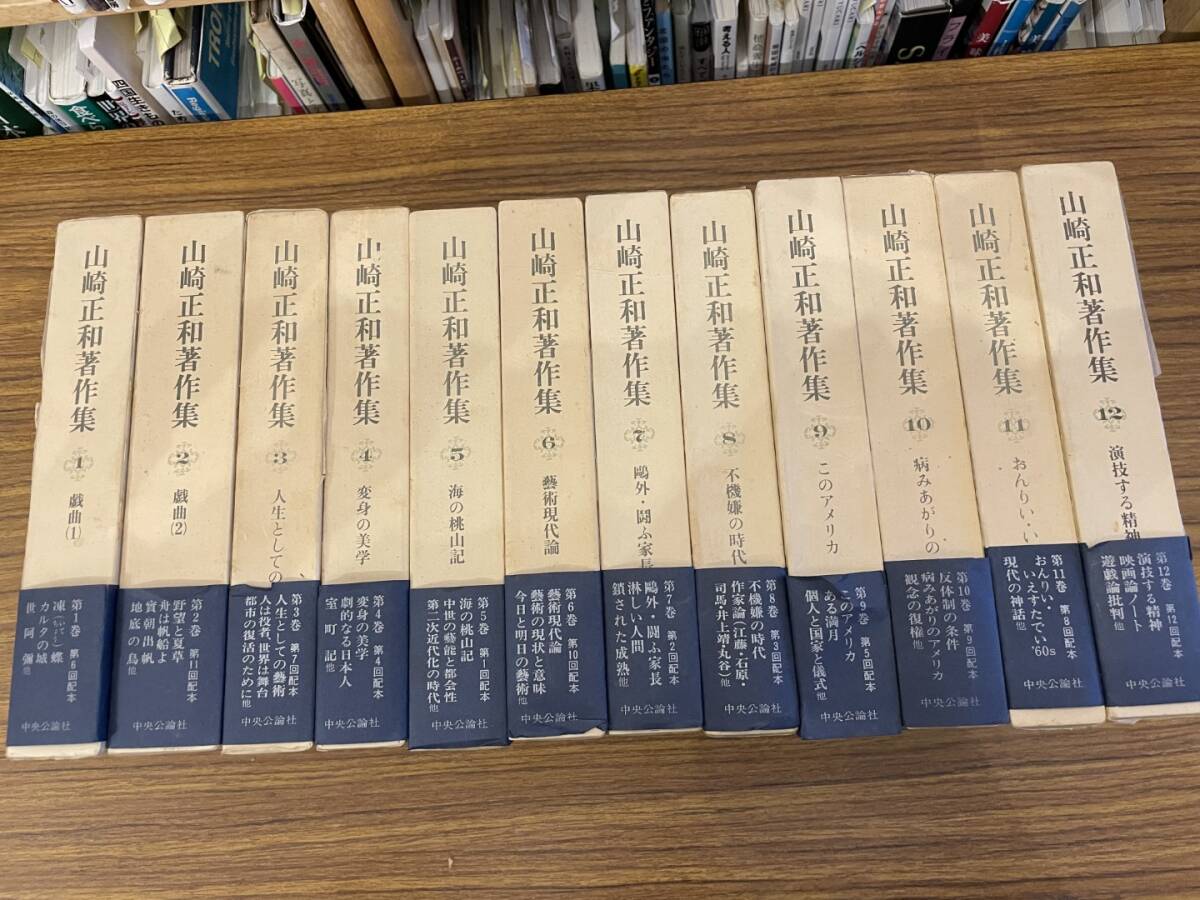 山崎正和著作集
1
戯曲(1)
第1巻 第6回配本
カルタの城
世阿彌他
中央公論社
山崎正和著作集
2
戯曲(2)
第2巻 第11回配本
野望と夏草
舟は帆船よ
實朝出帆
地底の鳥他
中央公論社
山崎正和著作集
3
人生としての
第3巻 第7回配本
人生としての藝術
人は役者、世界は舞台
都市の復活のために他
中央公論社
山崎正和著作集
4
変身の美学
第4巻 第4回配本
変身の美学
劇的なる日本人
室町記他
中央公論社
山崎正和著作集
5
海の桃山記
第5巻 第1回配本
海の桃山記
中世の藝能と都会性
第二次近代化の時代他
中央公論社
山崎正和著作集
6
藝術現代論
第6巻 第10回配本
藝術現代論
藝術の現状と意味
今日と明日の藝術他
中央公論社
山崎正和著作集
7
鷗外・闘ふ家長
第7巻 第2回配本
鷗外・闘ふ家長
淋しい人間
鎖された成熟他
中央公論社
山崎正和著作集
8
不機嫌の時代
第8巻 第3回配本
不機嫌の時代
作家論(江藤・石原・
司馬・井上靖・丸谷)他
中央公論社
山崎正和著作集
9
このアメリカ
第9巻 第5回配本
このアメリカ
ある満月
個人と国家と儀式他
中央公論社
山崎正和著作集
10
病みあがりの
第10巻 第9回配本
反体制の条件
病みあがりのアメリカ
観念の復権他
中央公論社
山崎正和著作集
11
おんりい・い
第11巻 第8回配本
おんりい・
いえすたでい'60s
現代の神話他
中央公論社
山崎正和著作集
12
演技する精神
第12巻 第12回配本
演技する精神
映画論ノート
遊戯論批判他
中央公論社